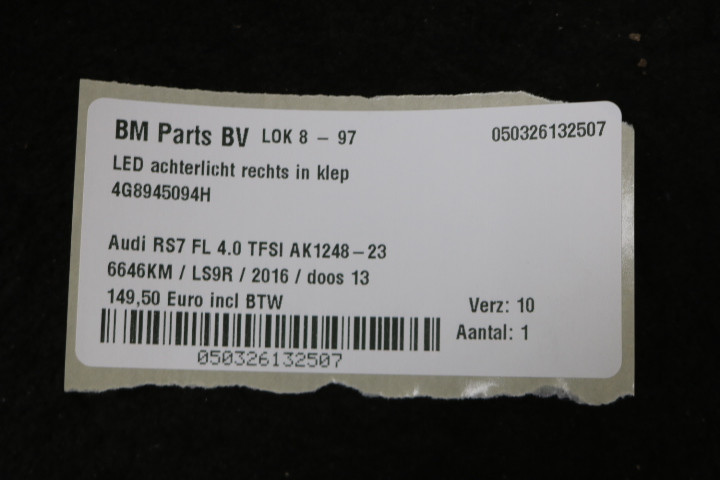 BM Parts BV LOK 8 - 97 050326132507
LED achterlicht rechts in klep
4G8945094H
Audi RS7 FL 4.0 TFSI AK1248-23
6646KM / LS9R / 2016 / doos 13
149,50 Euro incl BTW Verz: 10
Aantal: 1
050326132507